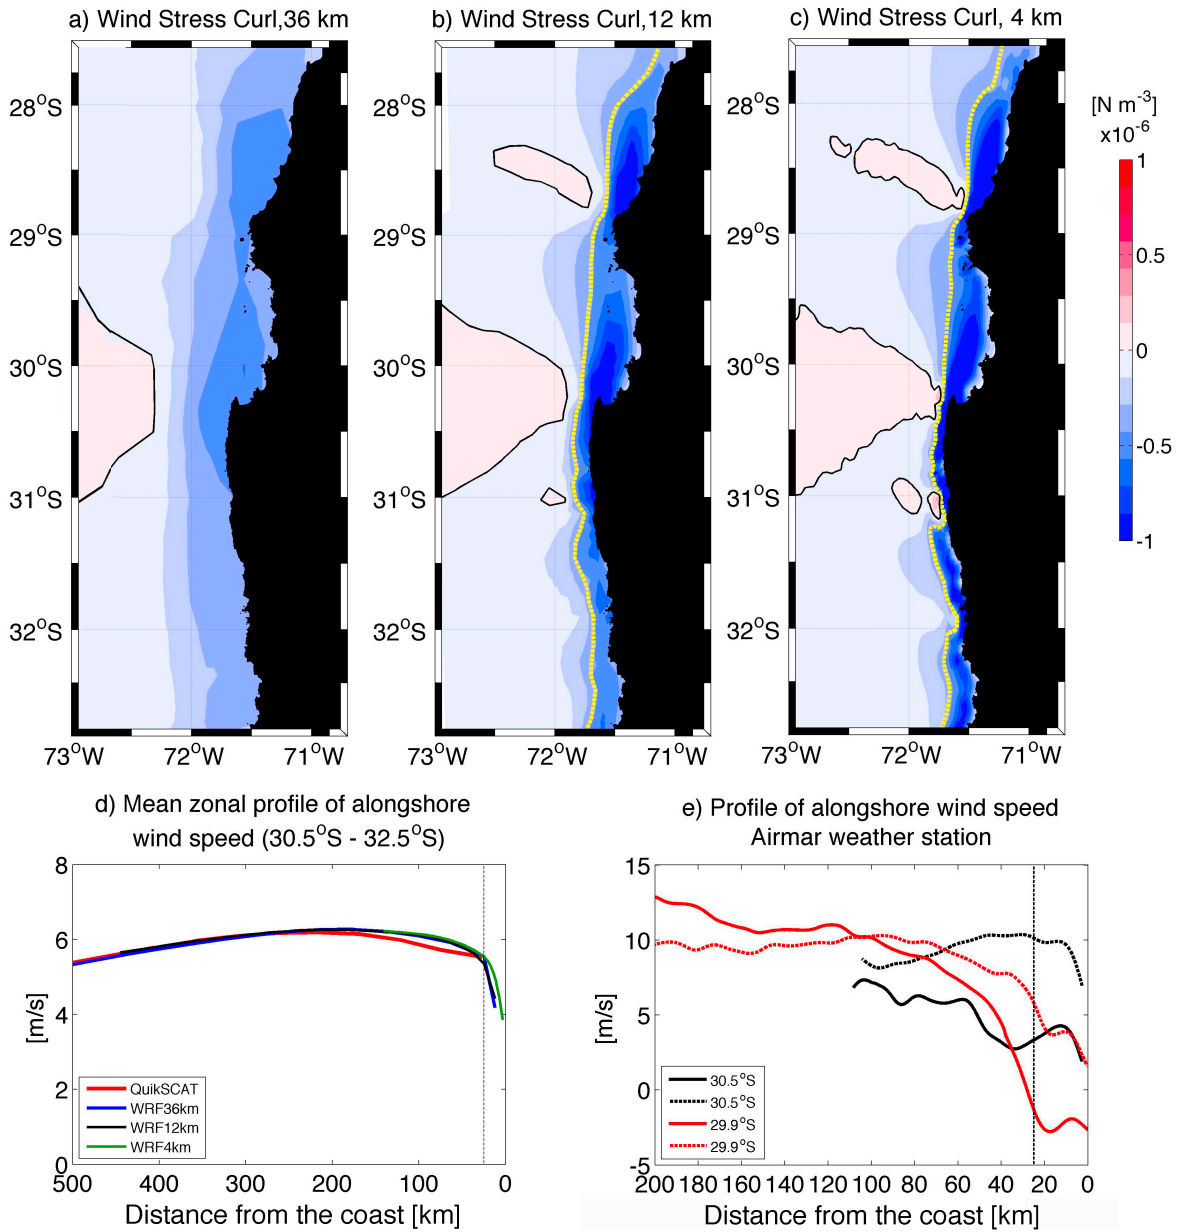 a) Wind Stress Curl,36 km
b) Wind Stress Curl,12 km
c) Wind Stress Curl, 4 km
28°S
29°S
30°S
31°S
32°S
73°W
72°W
71°W
28°S
29°S
30°S
31°S
32°S
73°W
72°W
71°W
28°S
29°S
30°S
31°S
32°S
73°W
72°W
71°W
[N m-3]
x10-6
1
0.5
0
-0.5
-1
d) Mean zonal profile of alongshore
wind speed (30.5°S - 32.5°S)
[m/s]
8
6
4
2
0
QuikSCAT
WRF36km
WRF12km
WRF4km
500
400
300
200
100
0
Distance from the coast [km]
e) Profile of alongshore wind speed
Airmar weather station
[m/s]
15
10
5
0
-5
30.5°S
30.5°S
29.9°S
29.9°S
200
180
160
140
120
100
80
60
40
20
0
Distance from the coast [km]